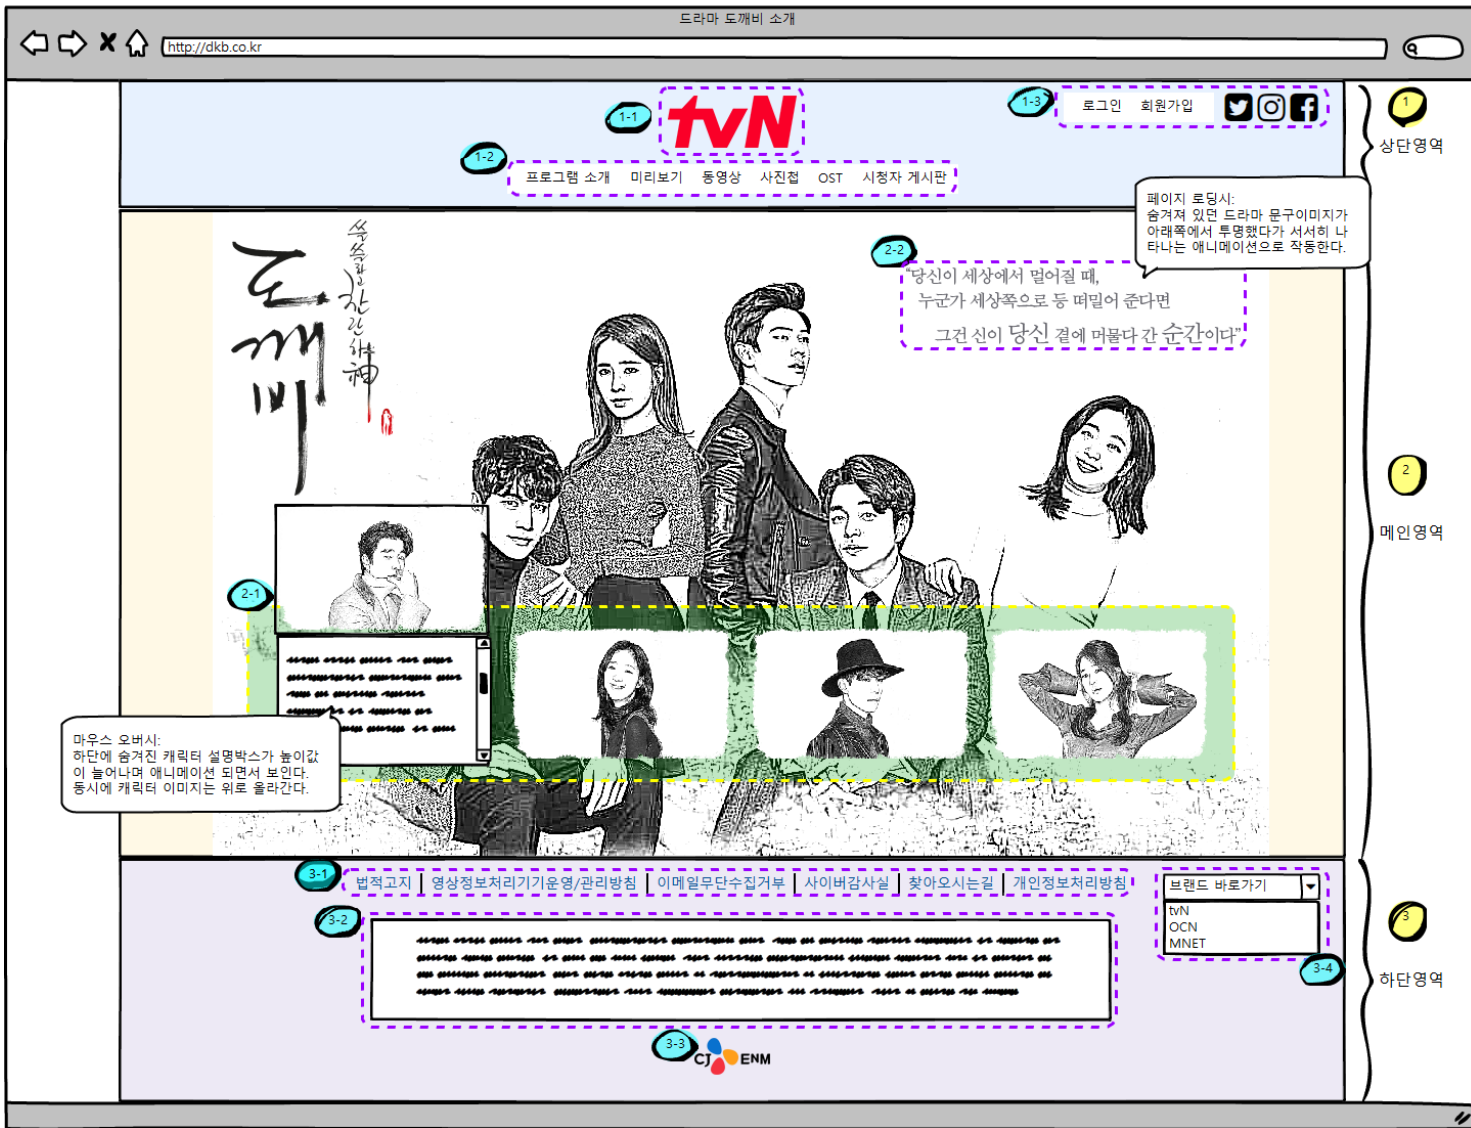 드라마 도깨비 소개
http://dkb.co.kr
1-1
tvN
1-3
로그인 회원가입
1
상단영역
1-2
프로그램 소개 미리보기 동영상 사진첩 OST 시청자 게시판
페이지 로딩시:
숨겨져 있던 드라마 문구이미지가
아래쪽에서 투명했다가 서서히 나
타나는 애니메이션으로 작동한다.
도깨비
쓸쓸하고 찬란하神
2-2
“당신이 세상에서 멀어질 때,
누군가 세상쪽으로 등 떠밀어 준다면
그건 신이 당신 곁에 머물다 간 순간이다”
2
메인영역
2-1
마우스 오버시:
하단에 숨겨진 캐릭터 설명박스가 높이값
이 늘어나며 애니메이션 되면서 보인다.
동시에 캐릭터 이미지는 위로 올라간다.
3-1
법적고지 | 영상정보처리기기운영/관리방침 | 이메일무단수집거부 | 사이버감사실 | 찾아오시는길 | 개인정보처리방침
브랜드 바로가기
tvN
OCN
MNET
3-2
3
3-4
하단영역
3-3
CJ ENM